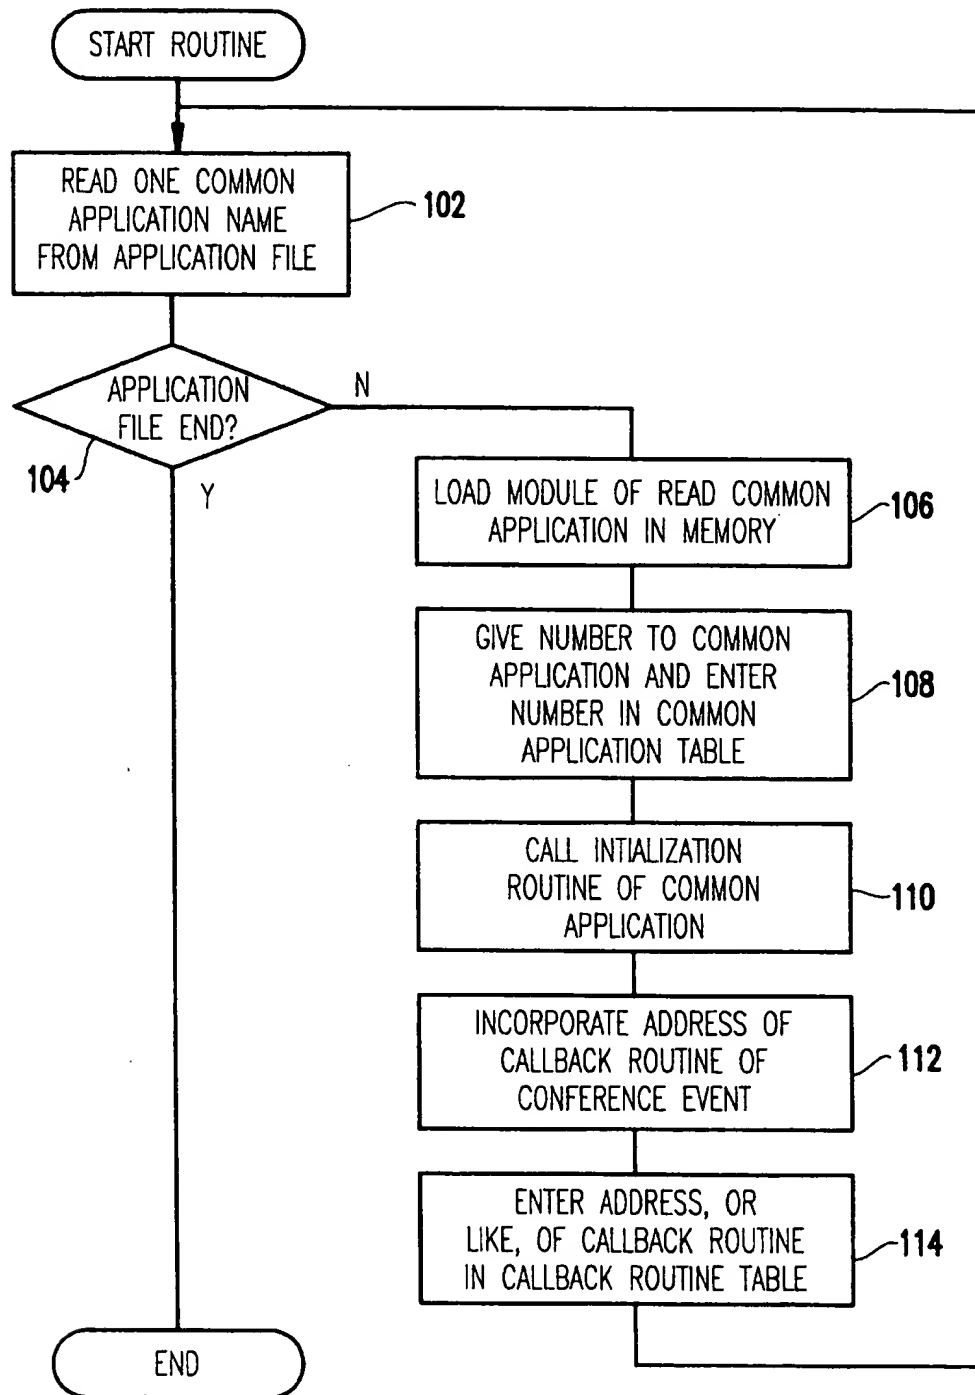 START ROUTINE
READ ONE COMMON
APPLICATION NAME
FROM APPLICATION FILE
102
APPLICATION
FILE END?
N
104
Y
LOAD MODULE OF READ COMMON
APPLICATION IN MEMORY
106
GIVE NUMBER TO COMMON
APPLICATION AND ENTER
NUMBER IN COMMON
APPLICATION TABLE
108
CALL INTIALIZATION
ROUTINE OF COMMON
APPLICATION
110
INCORPORATE ADDRESS OF
CALLBACK ROUTINE OF
CONFERENCE EVENT
112
ENTER ADDRESS, OR
LIKE, OF CALLBACK ROUTINE
IN CALLBACK ROUTINE TABLE
114
END